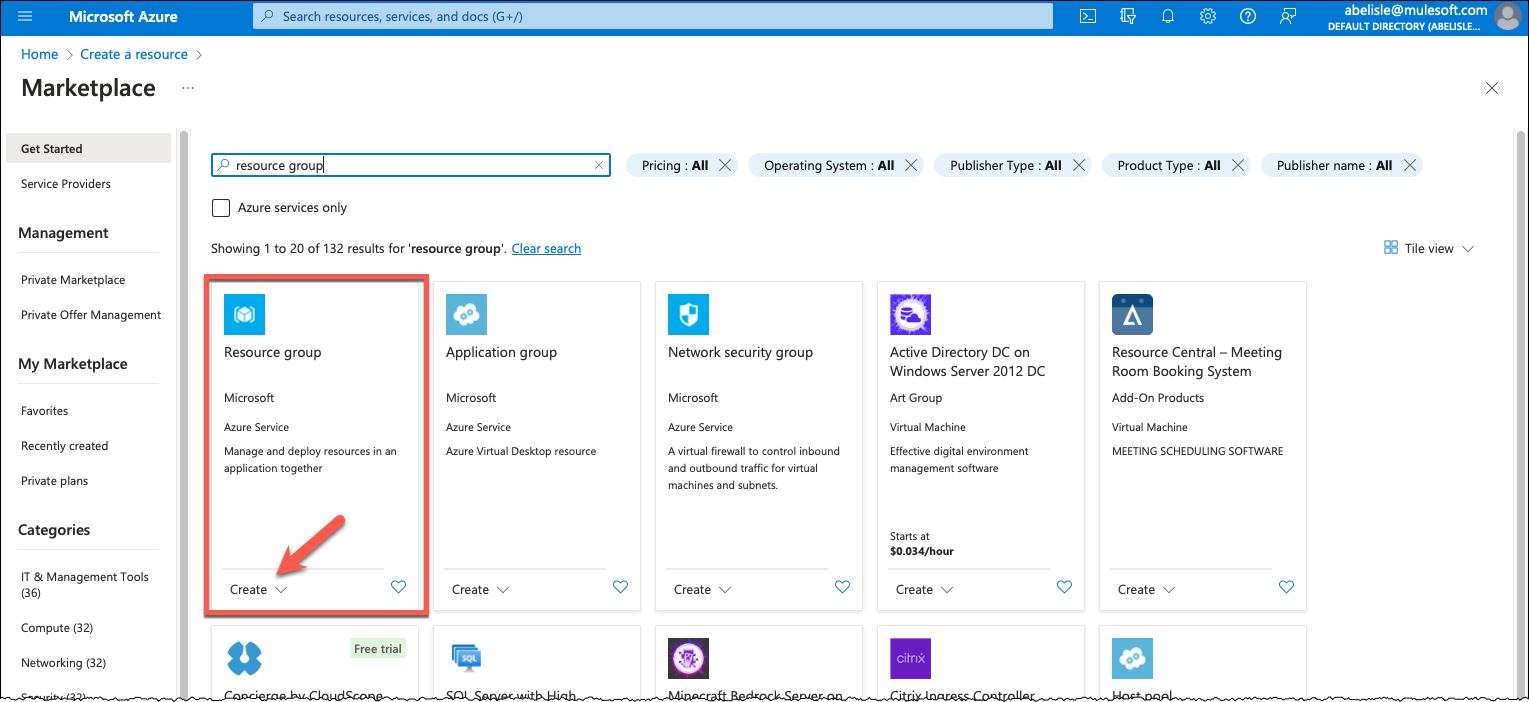 Microsoft Azure
Search resources, services, and docs (G+/)
abelisle@mulesoft.com
DEFAULT DIRECTORY (ABELISLE...
Home > Create a resource >
Marketplace ...
Get Started
Service Providers
Management
Private Marketplace
Private Offer Management
My Marketplace
Favorites
Recently created
Private plans
Categories
IT & Management Tools
(36)
Compute (32)
Networking (32)
Security (32)
resource group
Pricing : All
Operating System : All
Publisher Type : All
Product Type : All
Publisher name : All
Azure services only
Showing 1 to 20 of 132 results for 'resource group'. Clear search
Tile view
Resource group
Microsoft
Azure Service
Manage and deploy resources in an
application together
Create
Application group
Microsoft
Azure Service
Azure Virtual Desktop resource
Create
Network security group
Microsoft
Azure Service
A virtual firewall to control inbound
and outbound traffic for virtual
machines and subnets.
Create
Active Directory DC on
Windows Server 2012 DC
Art Group
Virtual Machine
Effective digital environment
management software
Starts at
$0.034/hour
Create
Resource Central – Meeting
Room Booking System
Add-On Products
Virtual Machine
MEETING SCHEDULING SOFTWARE
Create
Free trial
Concierge by CloudScope
SQL
SQL Server with High
Minecraft Bedrock Server on
citrix
Citrix Ingress Controller
Host pool